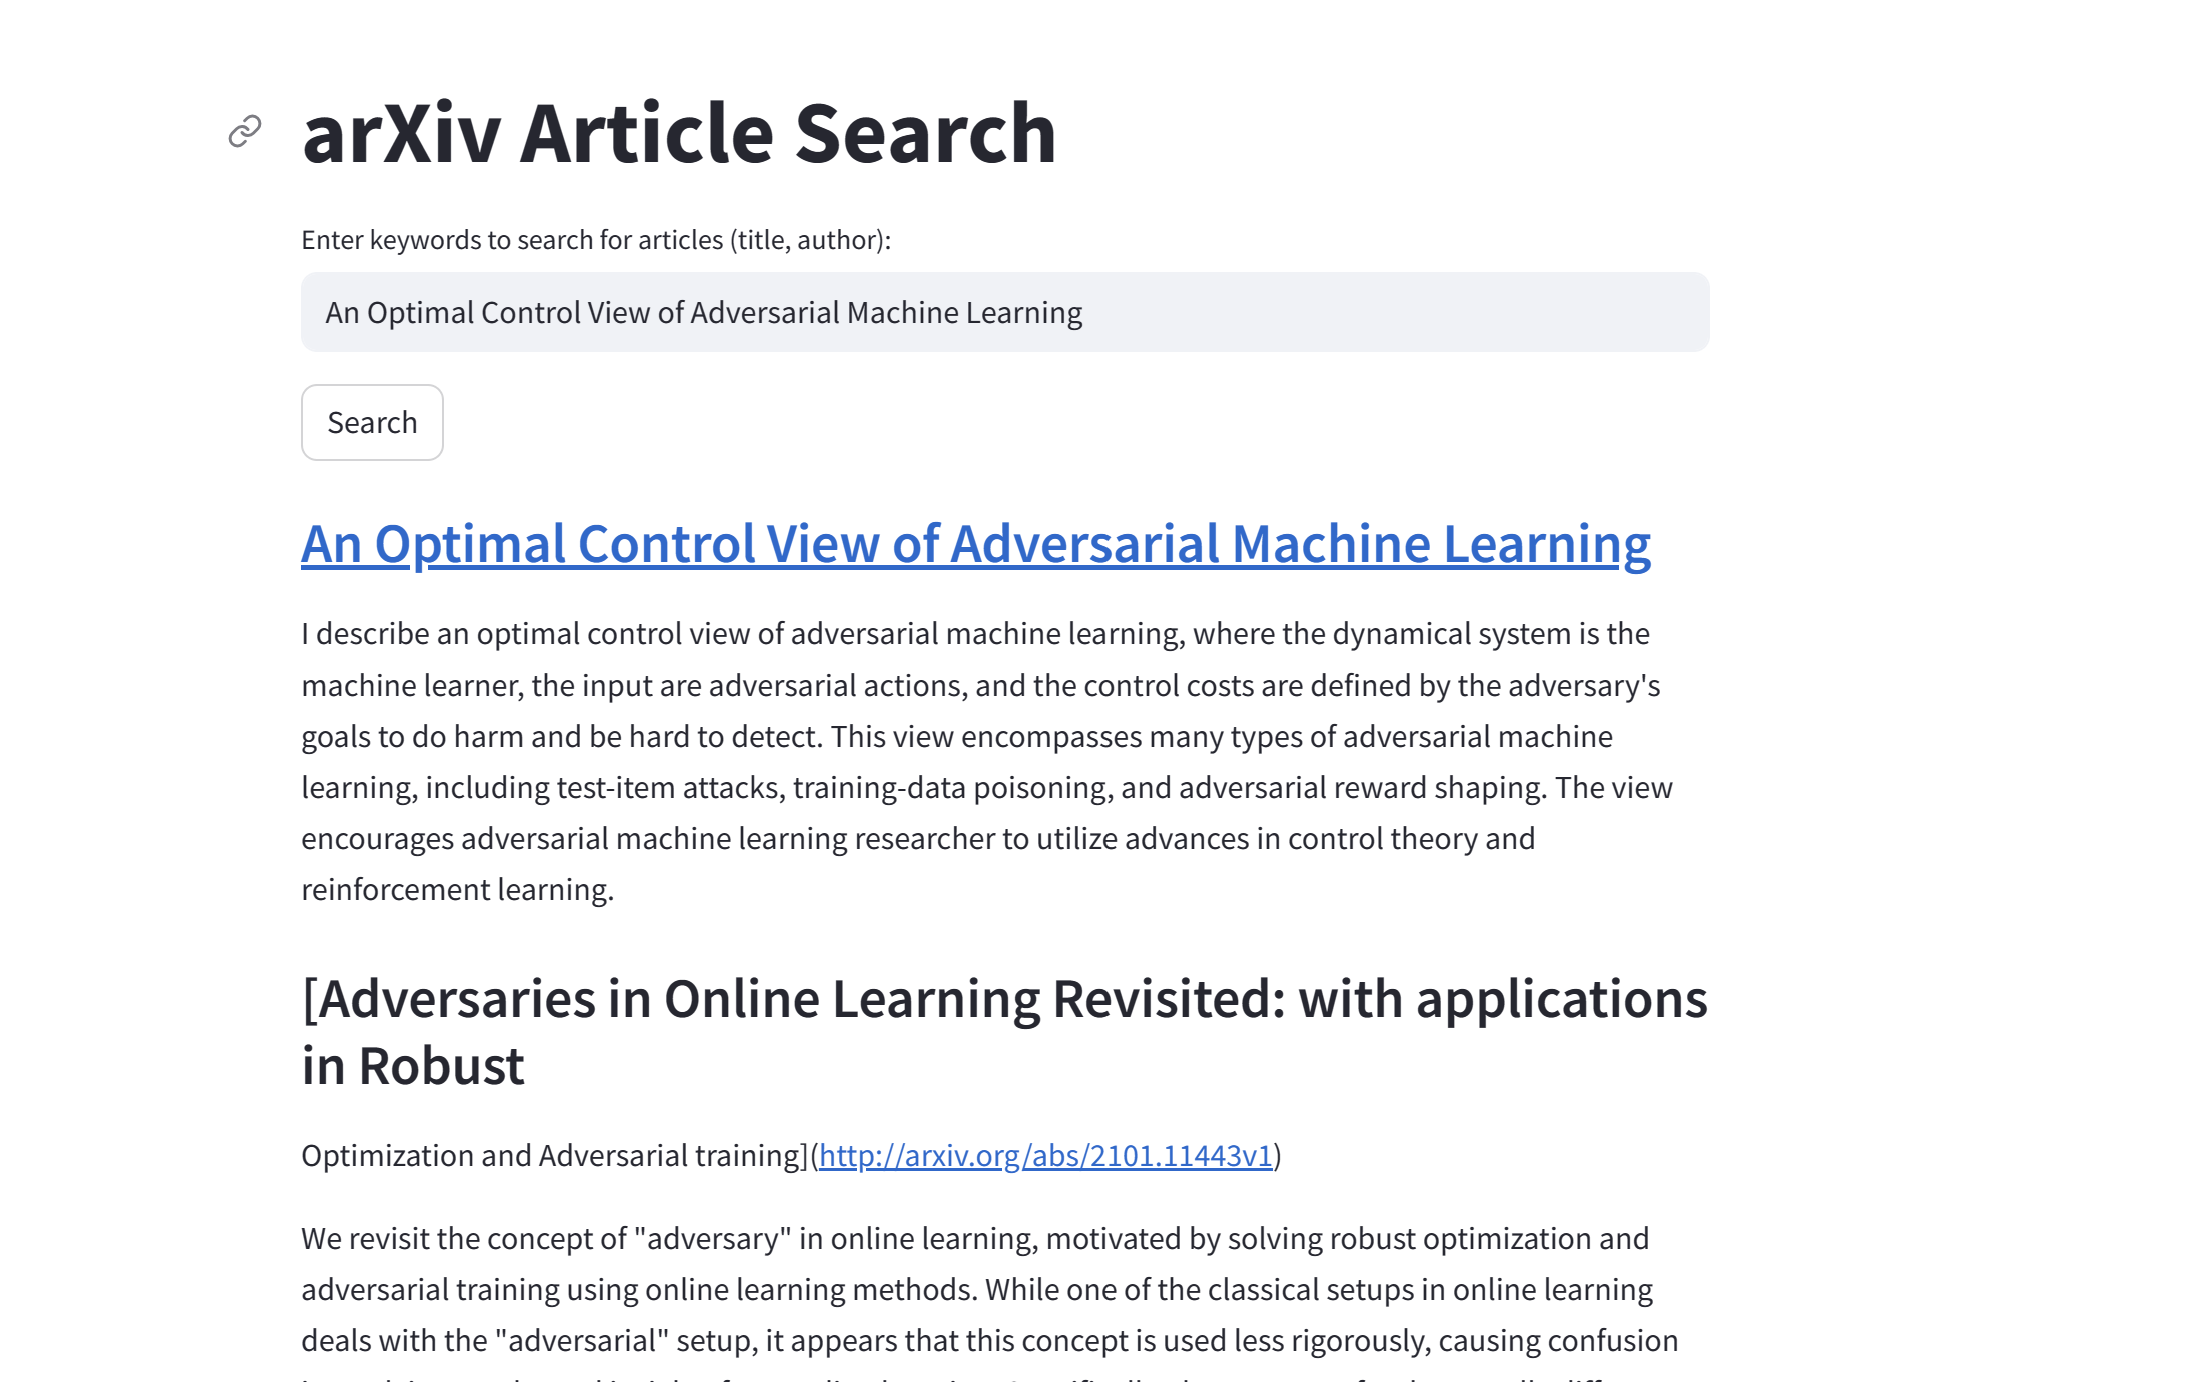 arXiv Article Search
Enter keywords to search for articles (title, author):
An Optimal Control View of Adversarial Machine Learning
Search
An Optimal Control View of Adversarial Machine Learning
I describe an optimal control view of adversarial machine learning, where the dynamical system is the
machine learner, the input are adversarial actions, and the control costs are defined by the adversary's
goals to do harm and be hard to detect. This view encompasses many types of adversarial machine
learning, including test-item attacks, training-data poisoning, and adversarial reward shaping. The view
encourages adversarial machine learning researcher to utilize advances in control theory and
reinforcement learning.
[Adversaries in Online Learning Revisited: with applications
in Robust
Optimization and Adversarial training](http://arxiv.org/abs/2101.11443v1)
We revisit the concept of "adversary" in online learning, motivated by solving robust optimization and
adversarial training using online learning methods. While one of the classical setups in online learning
deals with the "adversarial" setup, it appears that this concept is used less rigorously, causing confusion